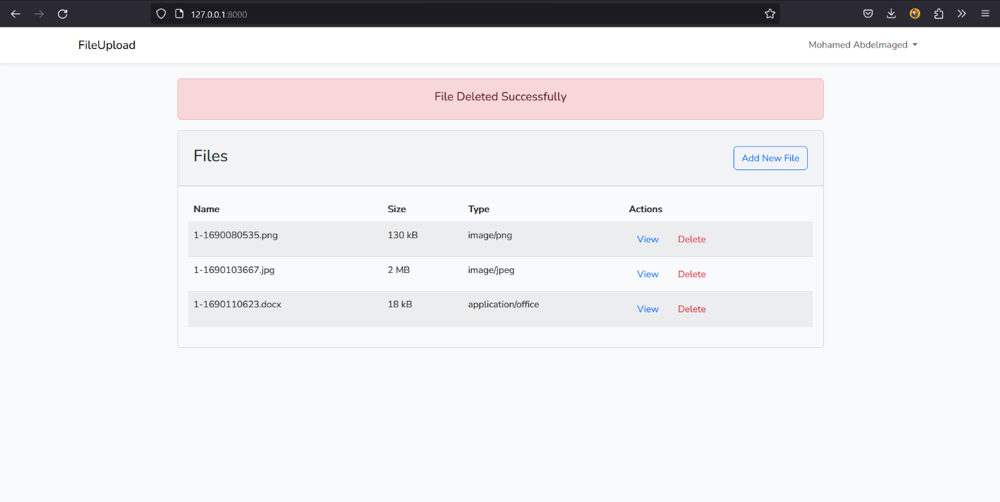 127.0.0.1:8000
FileUpload Mohamed Abdelmaged
File Deleted Successfully
Files Add New File
Name Size Type Actions
1-1690080535.png 130 kB image/png View Delete
1-1690103667.jpg 2 MB image/jpeg View Delete
1-1690110623.docx 18 kB application/office View Delete